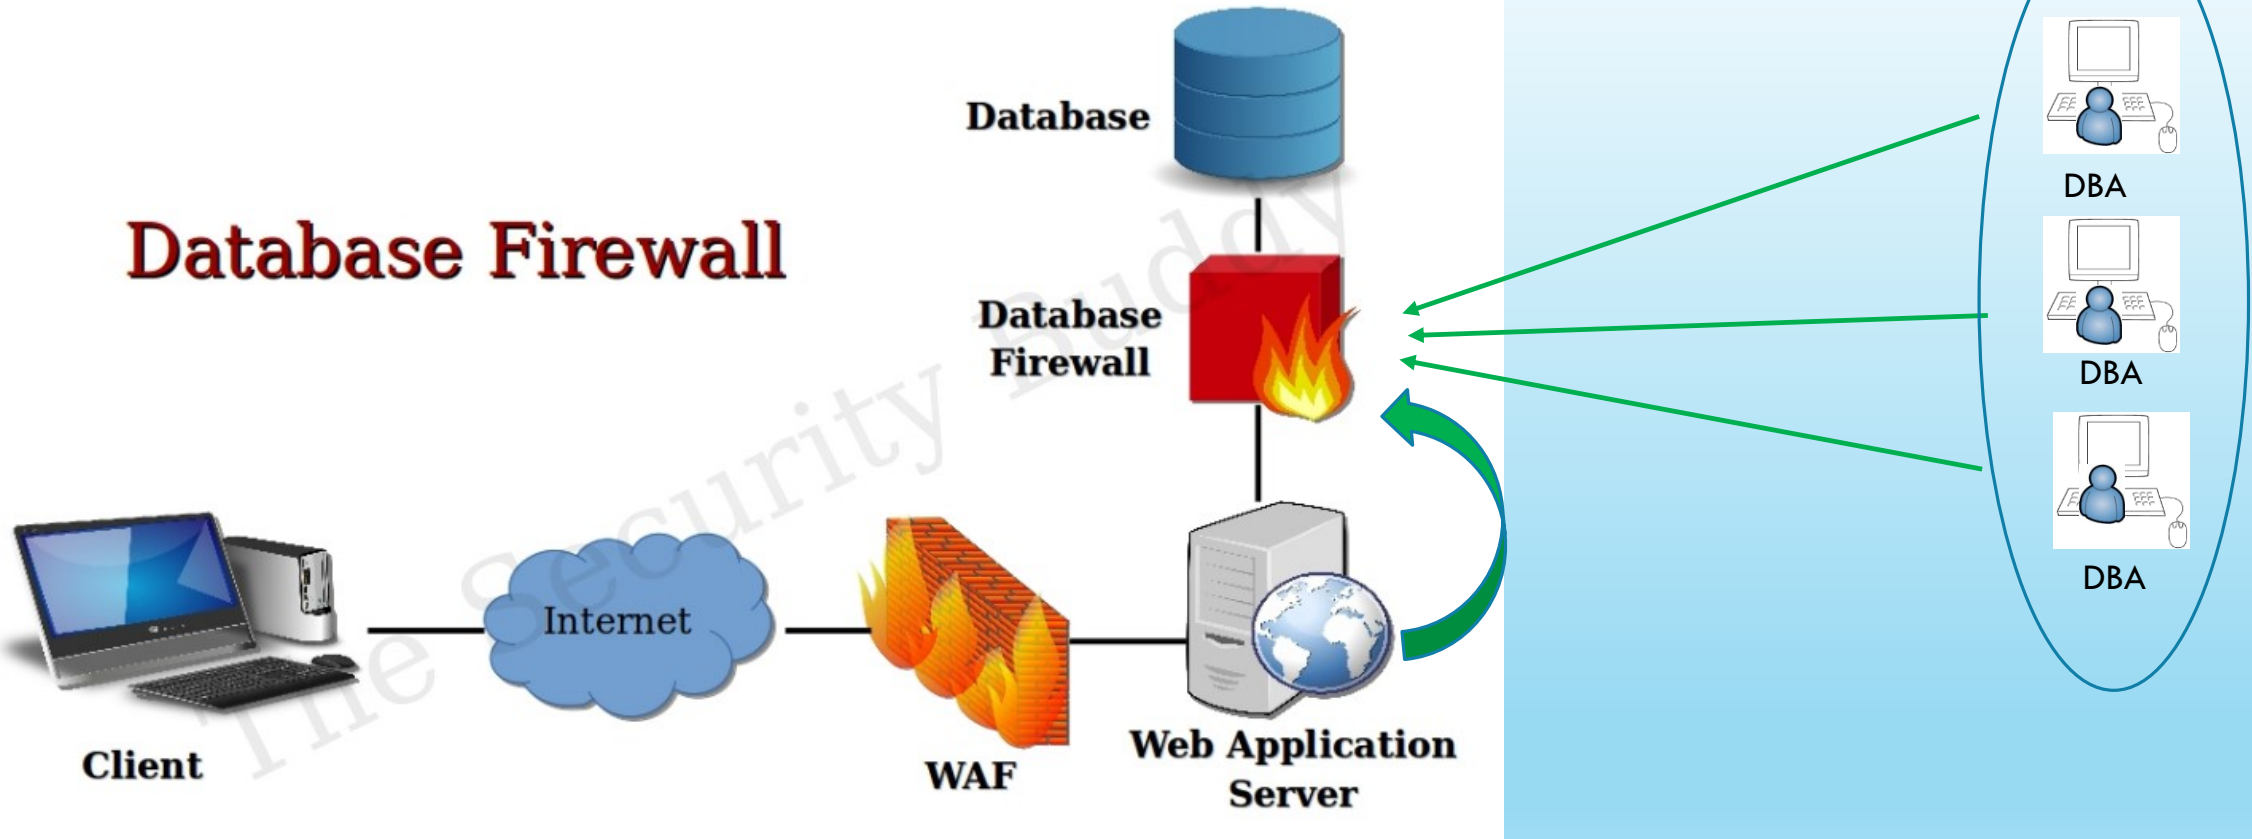 Database
DBA
Database Firewall
Database
Firewall
DBA
DBA
Internet
Client
WAF
Web Application
Server
The Security Buddy